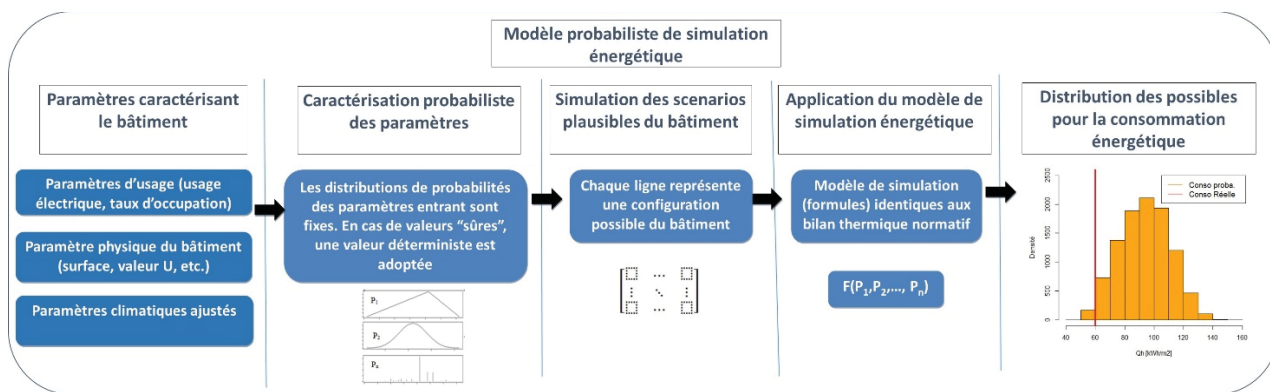 Modèle probabiliste de simulation
énergétique
Paramètres caractérisant
le bâtiment
Paramètres d'usage (usage
électrique, taux d'occupation)
Paramètre physique du bâtiment
(surface, valeur U, etc.)
Paramètres climatiques ajustés
Caractérisation probabiliste
des paramètres
Les distributions de probabilités
des paramètres entrant sont
fixes. En cas de valeurs "sûres",
une valeur déterministe est
adoptée
P1
P2
Pn
Simulation des scenarios
plausibles du bâtiment
Chaque ligne représente
une configuration
possible du bâtiment
Application du modèle de
simulation énergétique
Modèle de simulation
(formules) identiques aux
bilan thermique normatif
F(P1,P2,..., Pn)
Distribution des possibles
pour la consommation
énergétique
Conso proba.
Conso Réelle
Densité
2500
2000
1500
1000
500
0
40 60 80 100 120 140 160
Qh [kWh/m2]